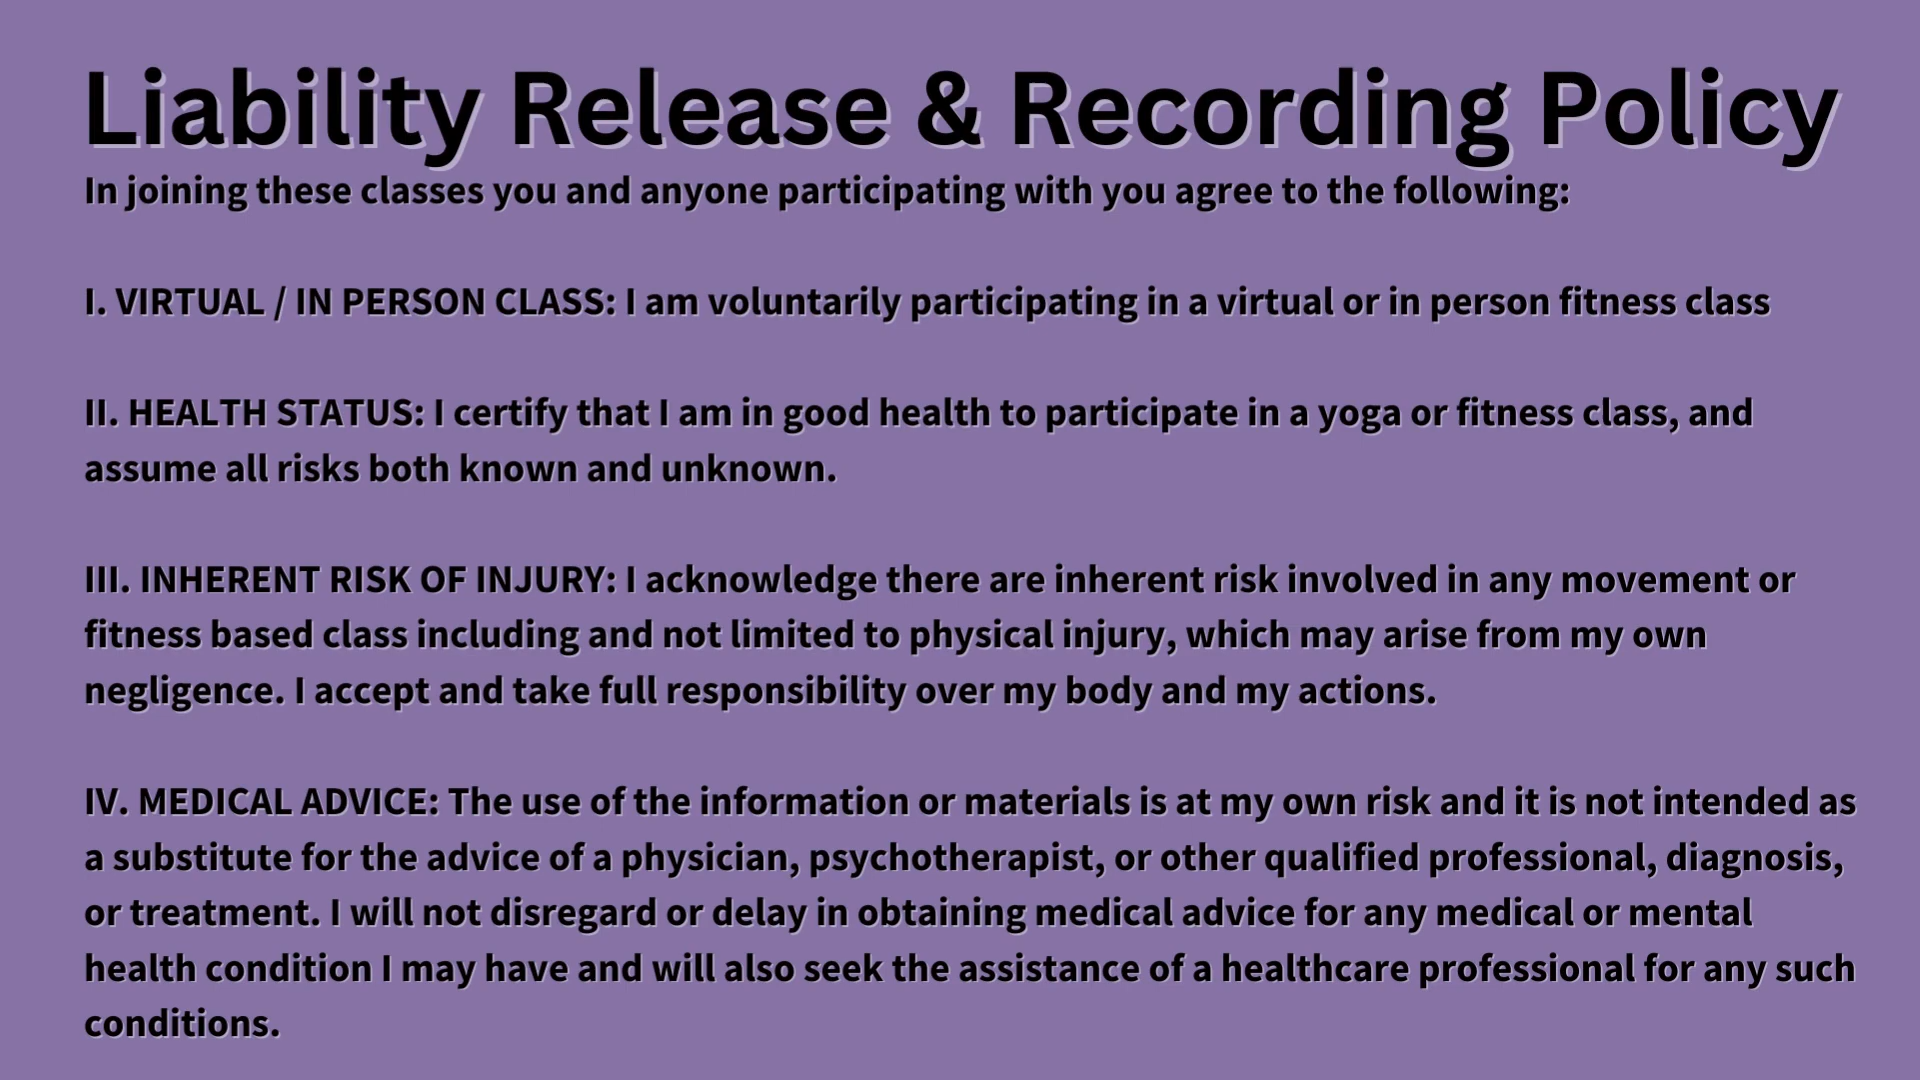 Liability Release & Recording Policy
In joining these classes you and anyone participating with you agree to the following:
I. VIRTUAL / IN PERSON CLASS: I am voluntarily participating in a virtual or in person fitness class
II. HEALTH STATUS: I certify that I am in good health to participate in a yoga or fitness class, and
assume all risks both known and unknown.
III. INHERENT RISK OF INJURY: I acknowledge there are inherent risk involved in any movement or
fitness based class including and not limited to physical injury, which may arise from my own
negligence. I accept and take full responsibility over my body and my actions.
IV. MEDICAL ADVICE: The use of the information or materials is at my own risk and it is not intended as
a substitute for the advice of a physician, psychotherapist, or other qualified professional, diagnosis,
or treatment. I will not disregard or delay in obtaining medical advice for any medical or mental
health condition I may have and will also seek the assistance of a healthcare professional for any such
conditions.